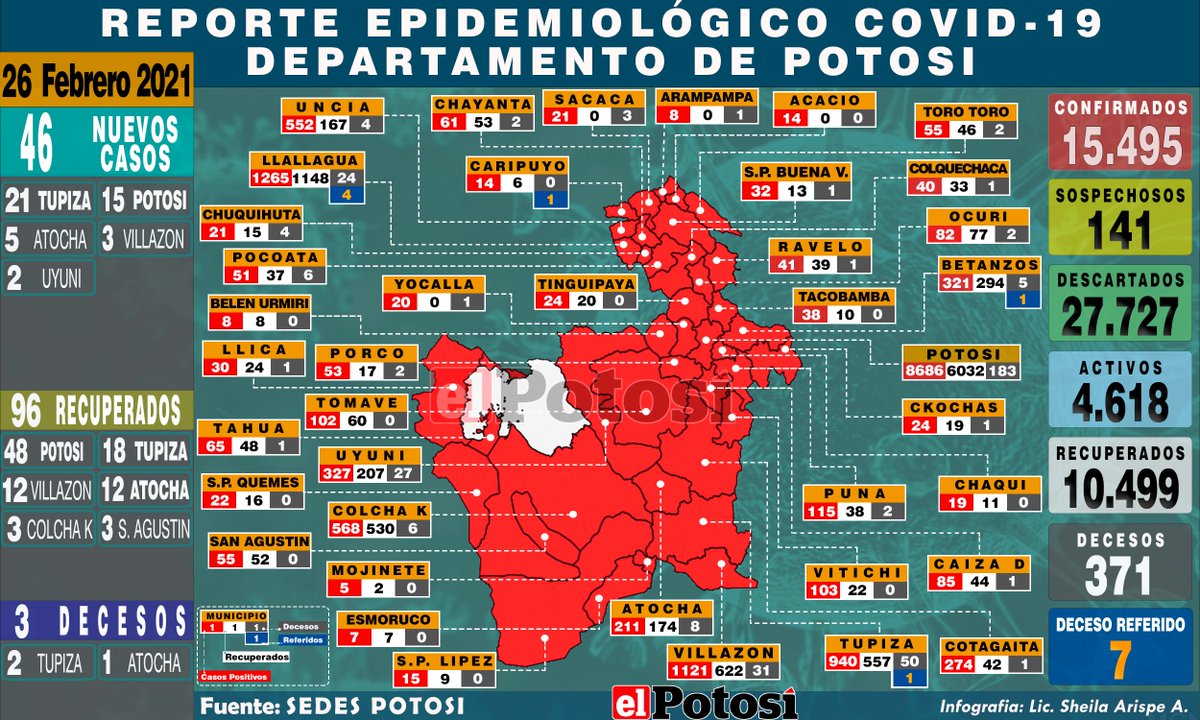 REPORTE EPIDEMIOLÓGICO COVID-19
DEPARTAMENTO DE POTOSI
26 Febrero 2021
46 NUEVOS CASOS
21 TUPIZA 15 POTOSI
5 ATOCHA 3 VILLAZON
2 UYUNI
96 RECUPERADOS
48 POTOSI 18 TUPIZA
12 VILLAZON 12 ATOCHA
3 COLCHA K 3 S. AGUSTIN
3 DECESOS
2 TUPIZA 1 ATOCHA
UNCIA
552 167 4
CHAYANTA
61 53 2
SACACA
21 0 3
ARAMPAMPA
8 0 1
ACACIO
14 0 0
TORO TORO
55 46 2
LLALLAGUA
1265 1148 24
4
CARIPUYO
14 6 0
1
S.P. BUENA V.
32 13 1
COLQUECHACA
40 33 1
CHUQUIHUTA
21 15 4
OCURI
82 77 2
POCOATA
51 37 6
YOCALLA
20 0 1
TINGUIPAYA
24 20 0
RAVELO
41 39 1
BETANZOS
321 294 5
1
BELEN URMIRI
8 8 0
TACOBAMBA
38 10 0
LLICA
30 24 1
PORCO
53 17 2
POTOSI
8686 6032 183
TOMAVE
102 60 0
CKOCHAS
24 19 1
TAHUA
65 48 1
UYUNI
327 207 27
S.P. QUEMES
22 16 0
PUNA
115 38 2
CHAQUI
19 11 0
COLCHA K
568 530 6
SAN AGUSTIN
55 52 0
MOJINETE
5 2 0
VITICHI
103 22 0
CAIZA D
85 44 1
ESMORUCO
7 7 0
ATOCHA
211 174 8
S.P. LIPEZ
15 9 0
VILLAZON
1121 622 31
TUPIZA
940 557 50
1
COTAGAITA
274 42 1
MUNICIPIO
1 1 1
1
Decesos
Referidos
Recuperados
Casos Positivos
el Potosí
CONFIRMADOS
15.495
SOSPECHOSOS
141
DESCARTADOS
27.727
ACTIVOS
4.618
RECUPERADOS
10.499
DECESOS
371
DECESO REFERIDO
7
Fuente: SEDES POTOSI
el Potosí
Infografia: Lic. Sheila Arispe A.